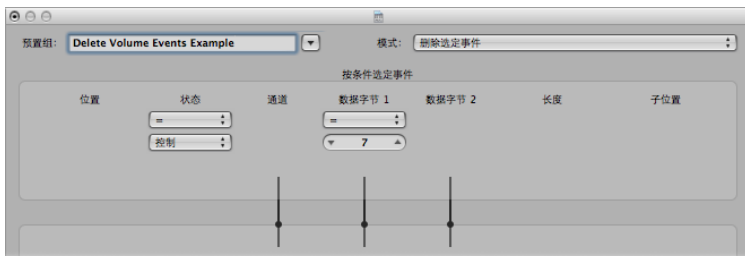 预置组: Delete Volume Events Example 模式: 删除选定事件
按条件选定事件
位置 状态 通道 数据字节 1 数据字节 2 长度 子位置
= =
控制 7